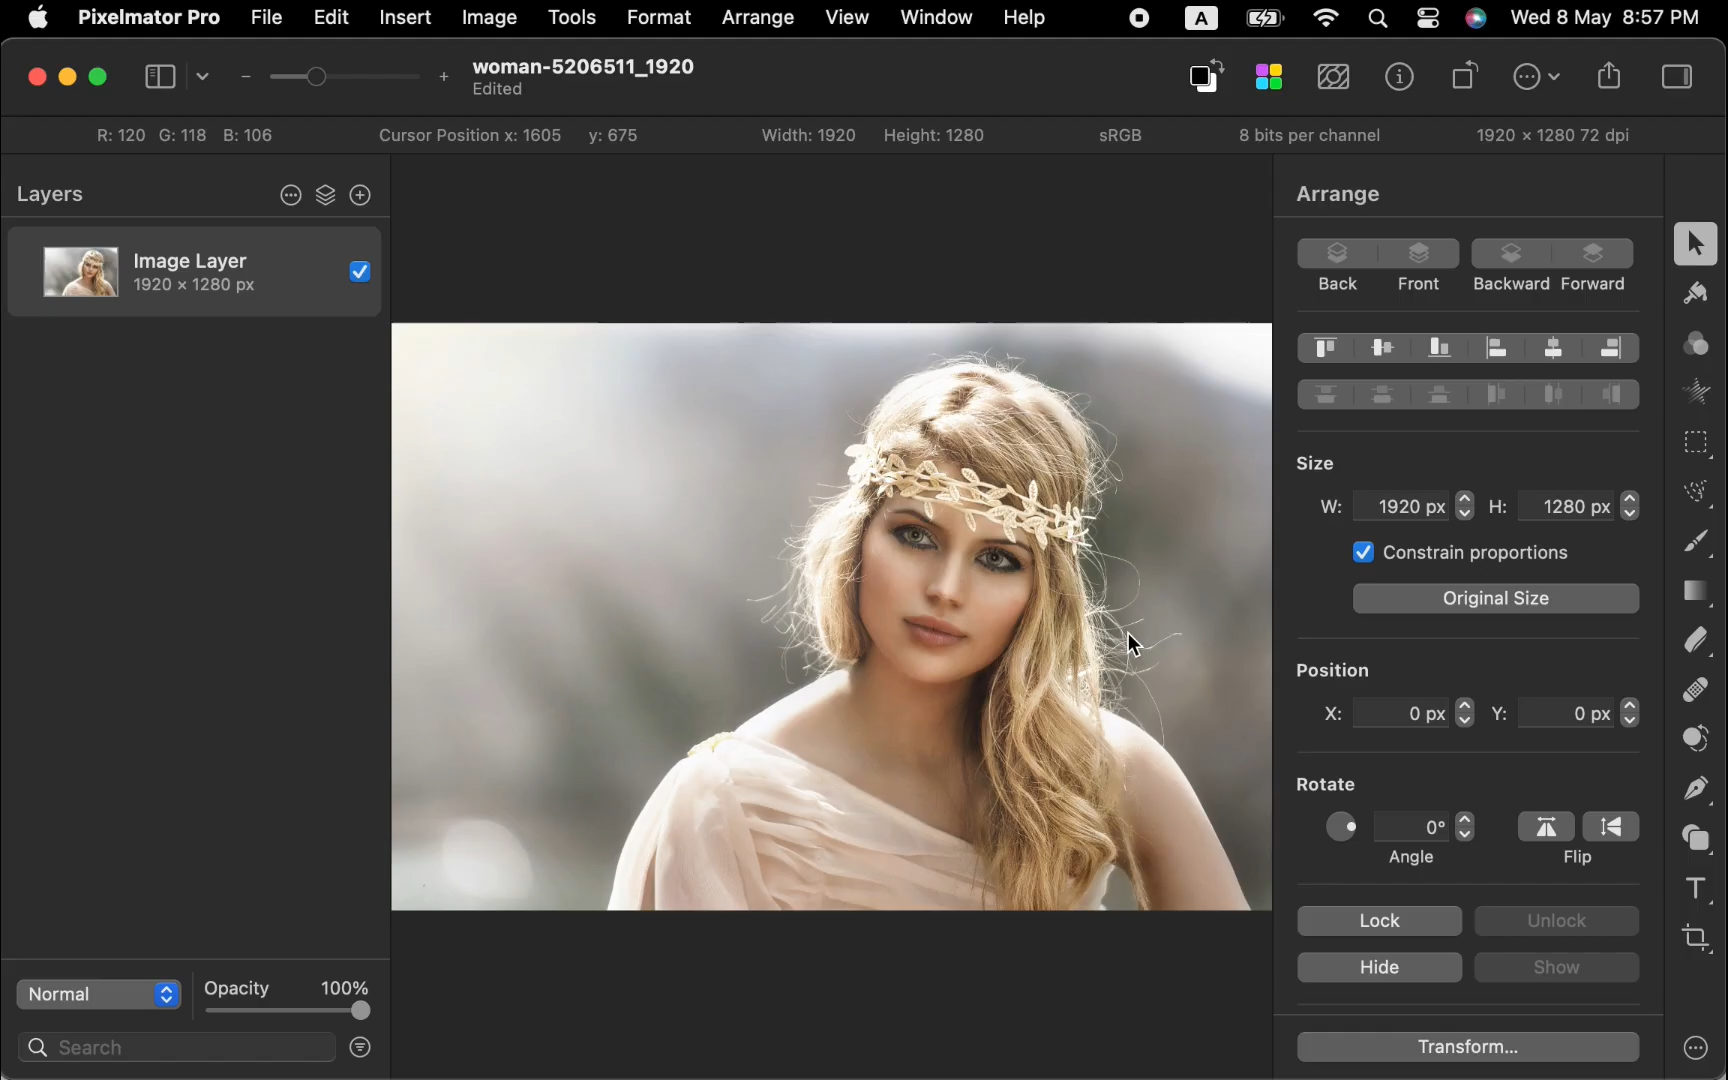 Pixelmator Pro File Edit Insert Image Tools Format Arrange View Window Help A Wed 8 May 8:57 PM
woman-5206511_1920
Edited
R: 120 G: 118 B: 106 Cursor Position x: 1605 y: 675 Width: 1920 Height: 1280 sRGB 8 bits per channel 1920 × 1280 72 dpi
Layers
Image Layer
1920 × 1280 px
Normal
Opacity 100%
Search
Arrange
Back Front Backward Forward
Size
W: 1920 px H: 1280 px
Constrain proportions
Original Size
Position
X: 0 px Y: 0 px
Rotate
0°
Angle Flip
Lock Unlock
Hide Show
Transform...